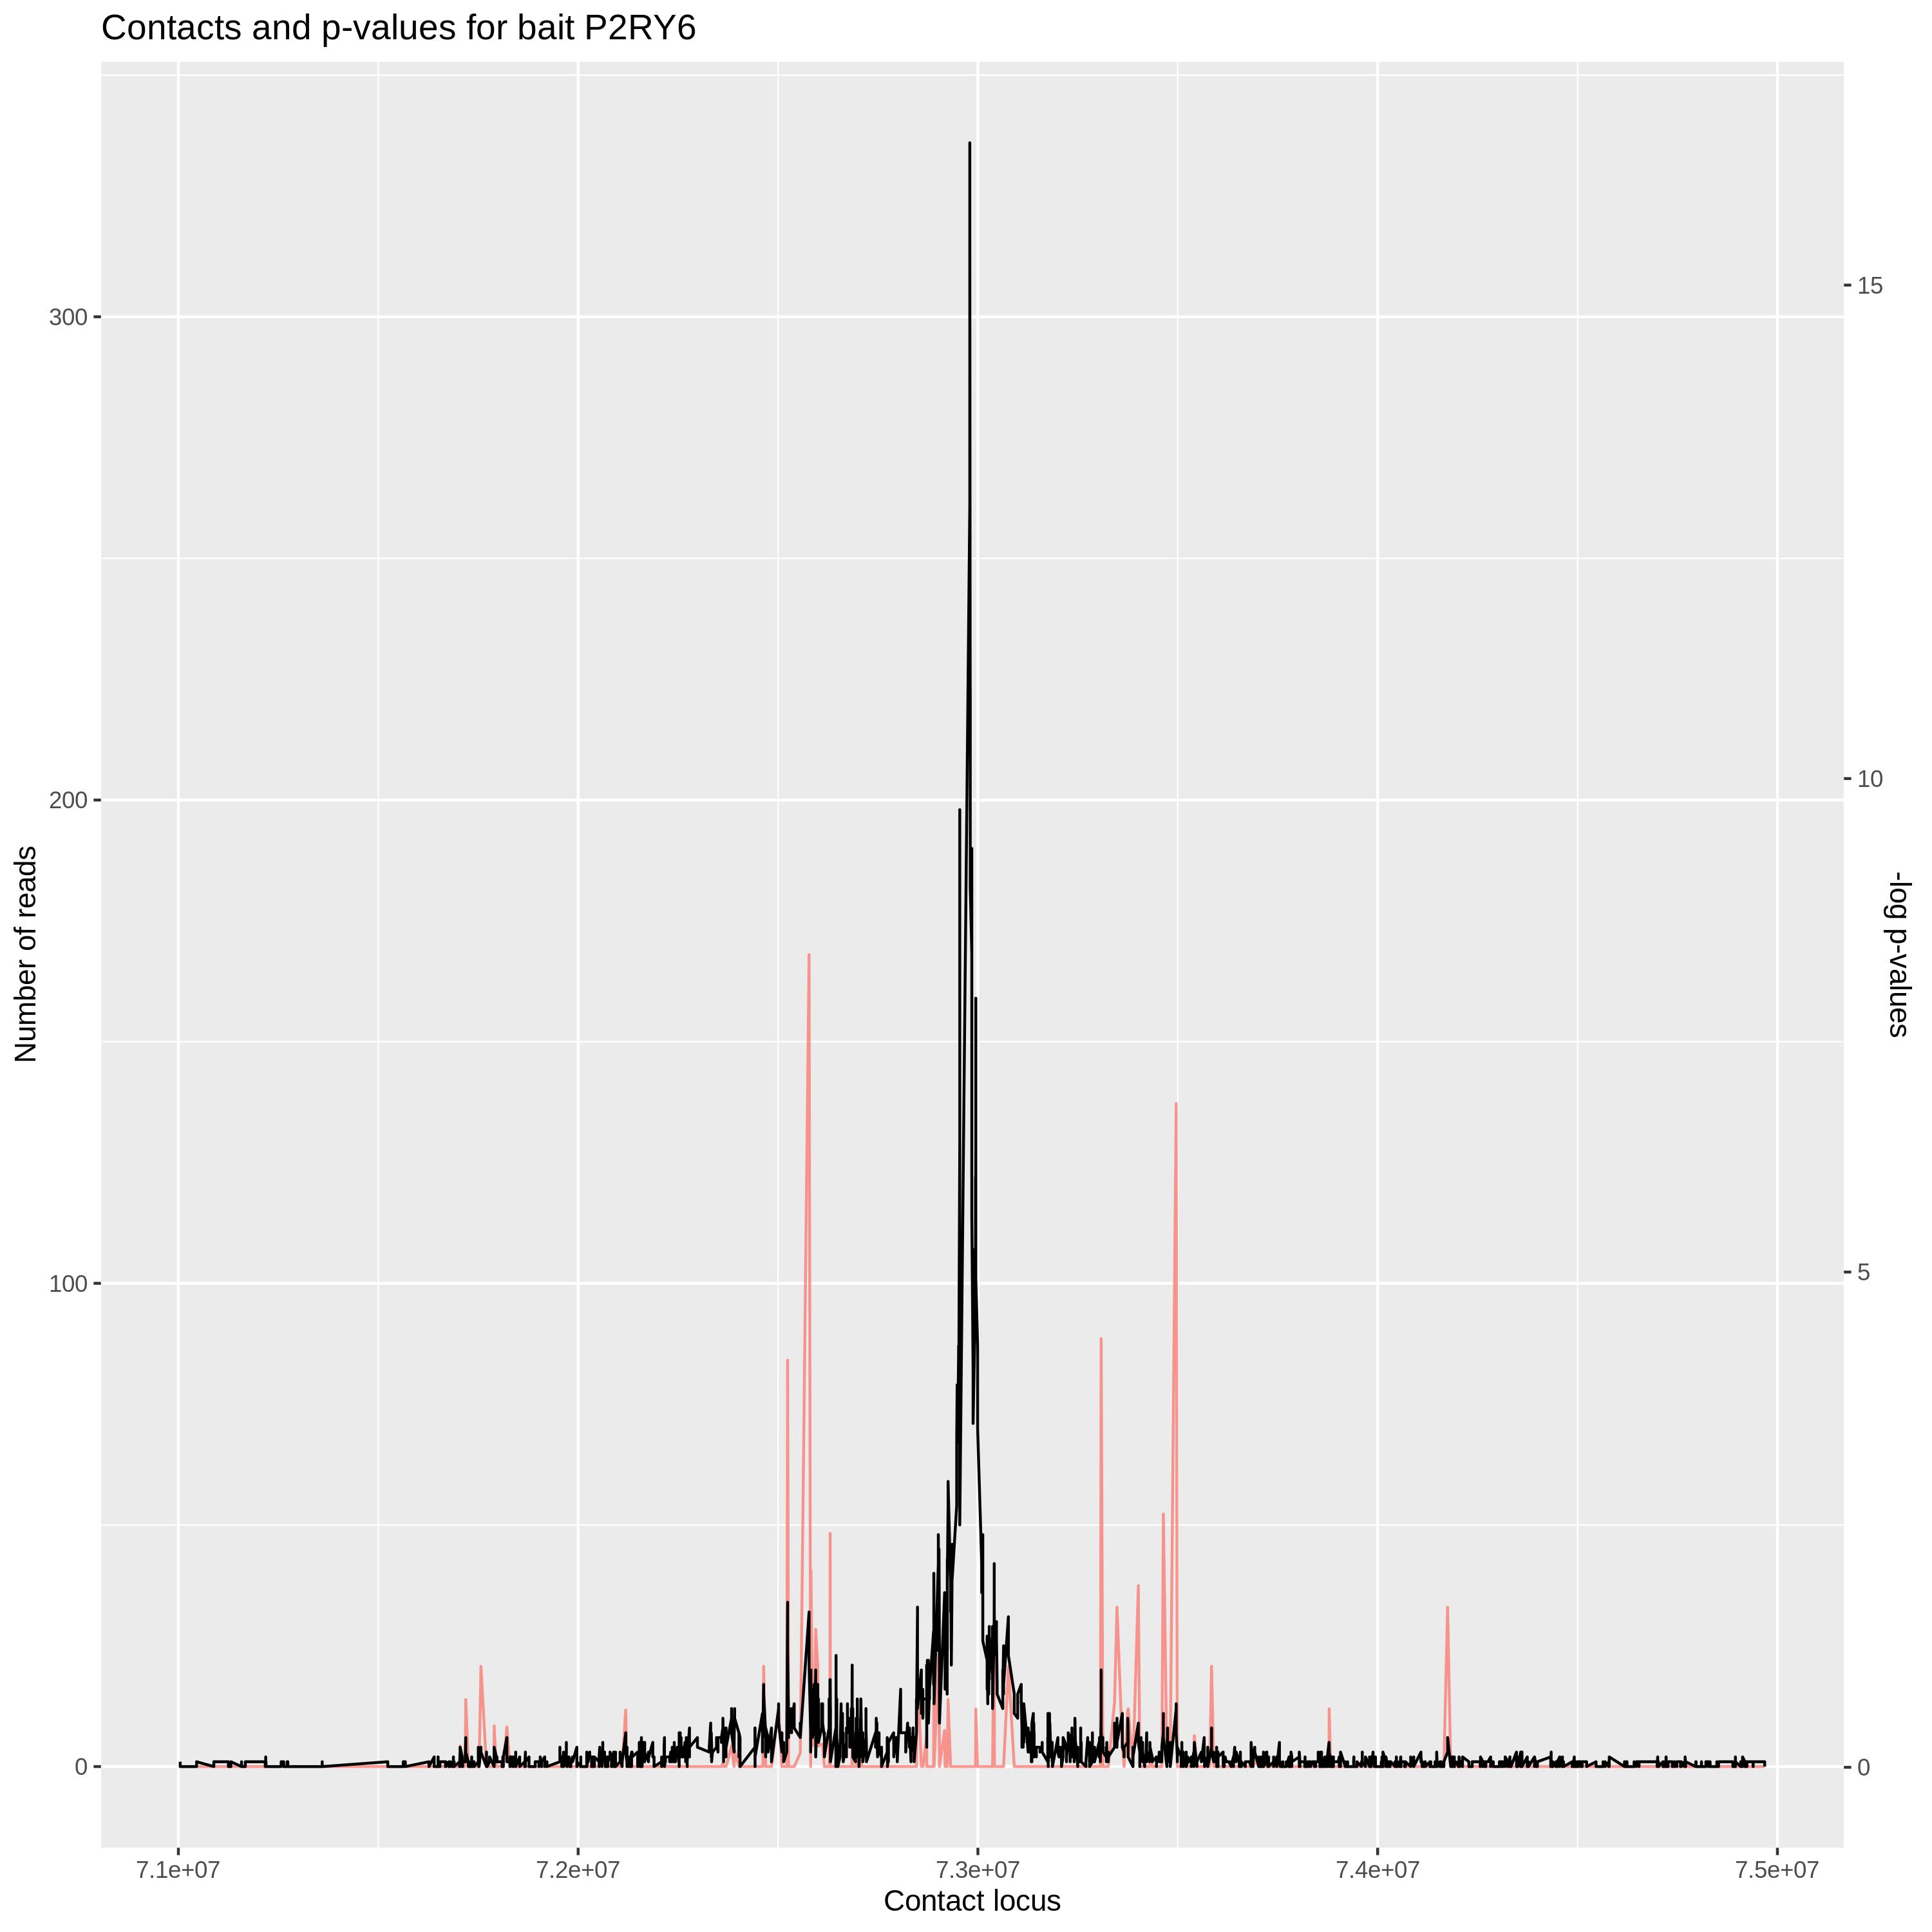 Contacts and p-values for bait P2RY6
300
200
100
0
Number of reads
15
10
5
0
-log p-values
7.1e+07
7.2e+07
7.3e+07
7.4e+07
7.5e+07
Contact locus